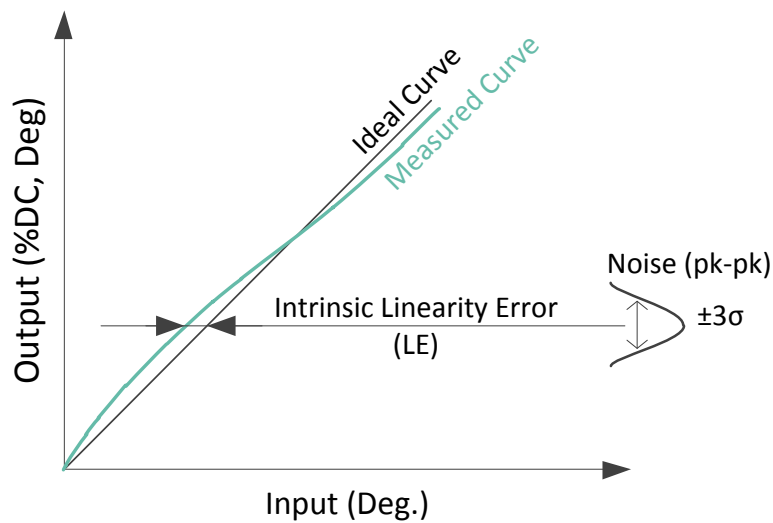 Output (%DC, Deg)
Ideal Curve
Measured Curve
Noise (pk-pk)
±3σ
Intrinsic Linearity Error
(LE)
Input (Deg.)